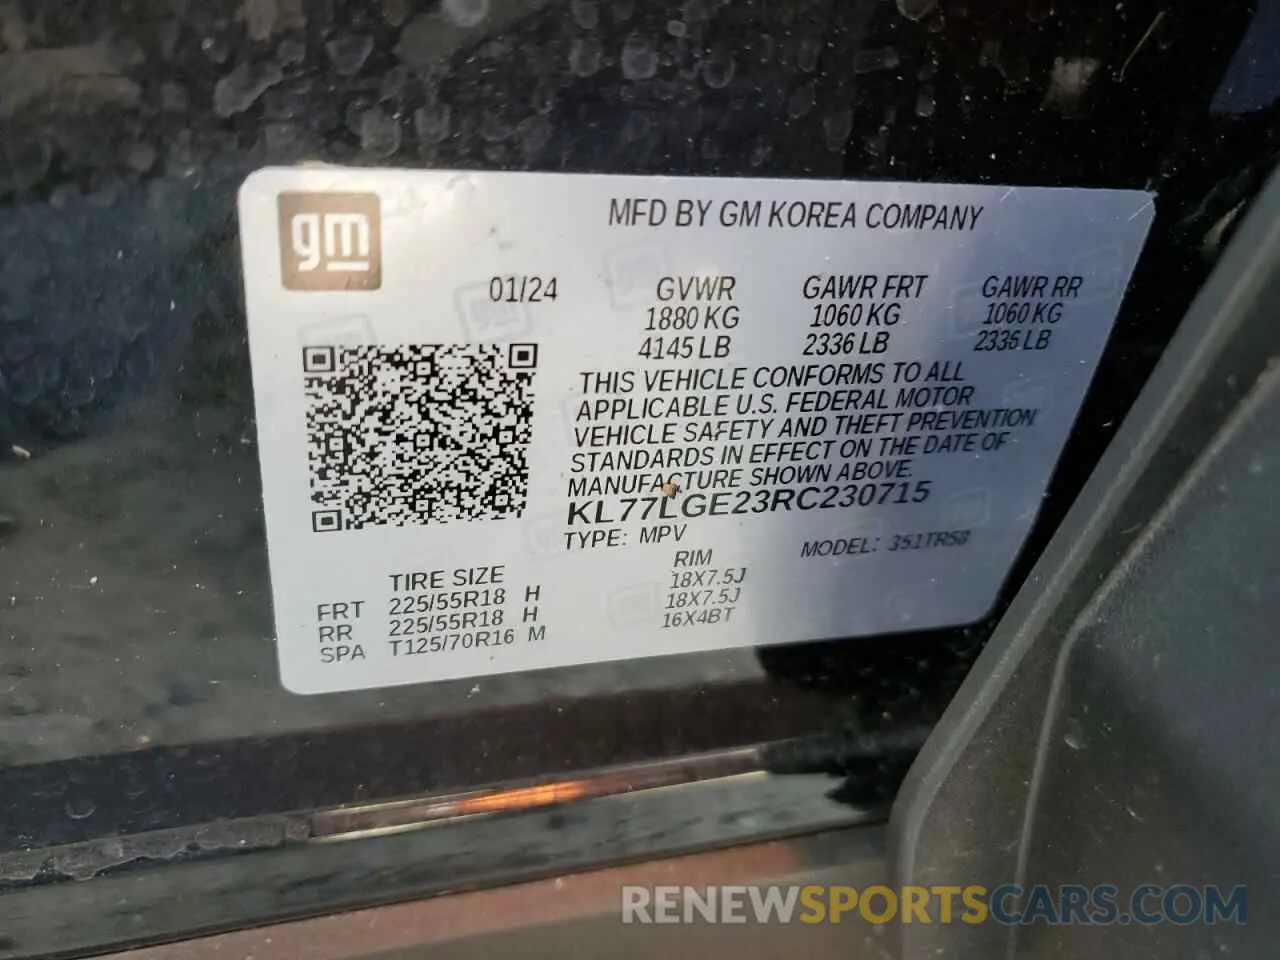 gm
MFD BY GM KOREA COMPANY
01/24 GVWR GAWR FRT GAWR RR
1880 KG 1060 KG 1060 KG
4145 LB 2336 LB 2336 LB
THIS VEHICLE CONFORMS TO ALL
APPLICABLE U.S. FEDERAL MOTOR
VEHICLE SAFETY AND THEFT PREVENTION
STANDARDS IN EFFECT ON THE DATE OF
MANUFACTURE SHOWN ABOVE.
KL77LGE23RC230715
TYPE: MPV MODEL: 351TR58
TIRE SIZE RIM
FRT 225/55R18 H 18X7.5J
RR 225/55R18 H 18X7.5J
SPA T125/70R16 M 16X4BT
RENEWSPORTSCARS.COM